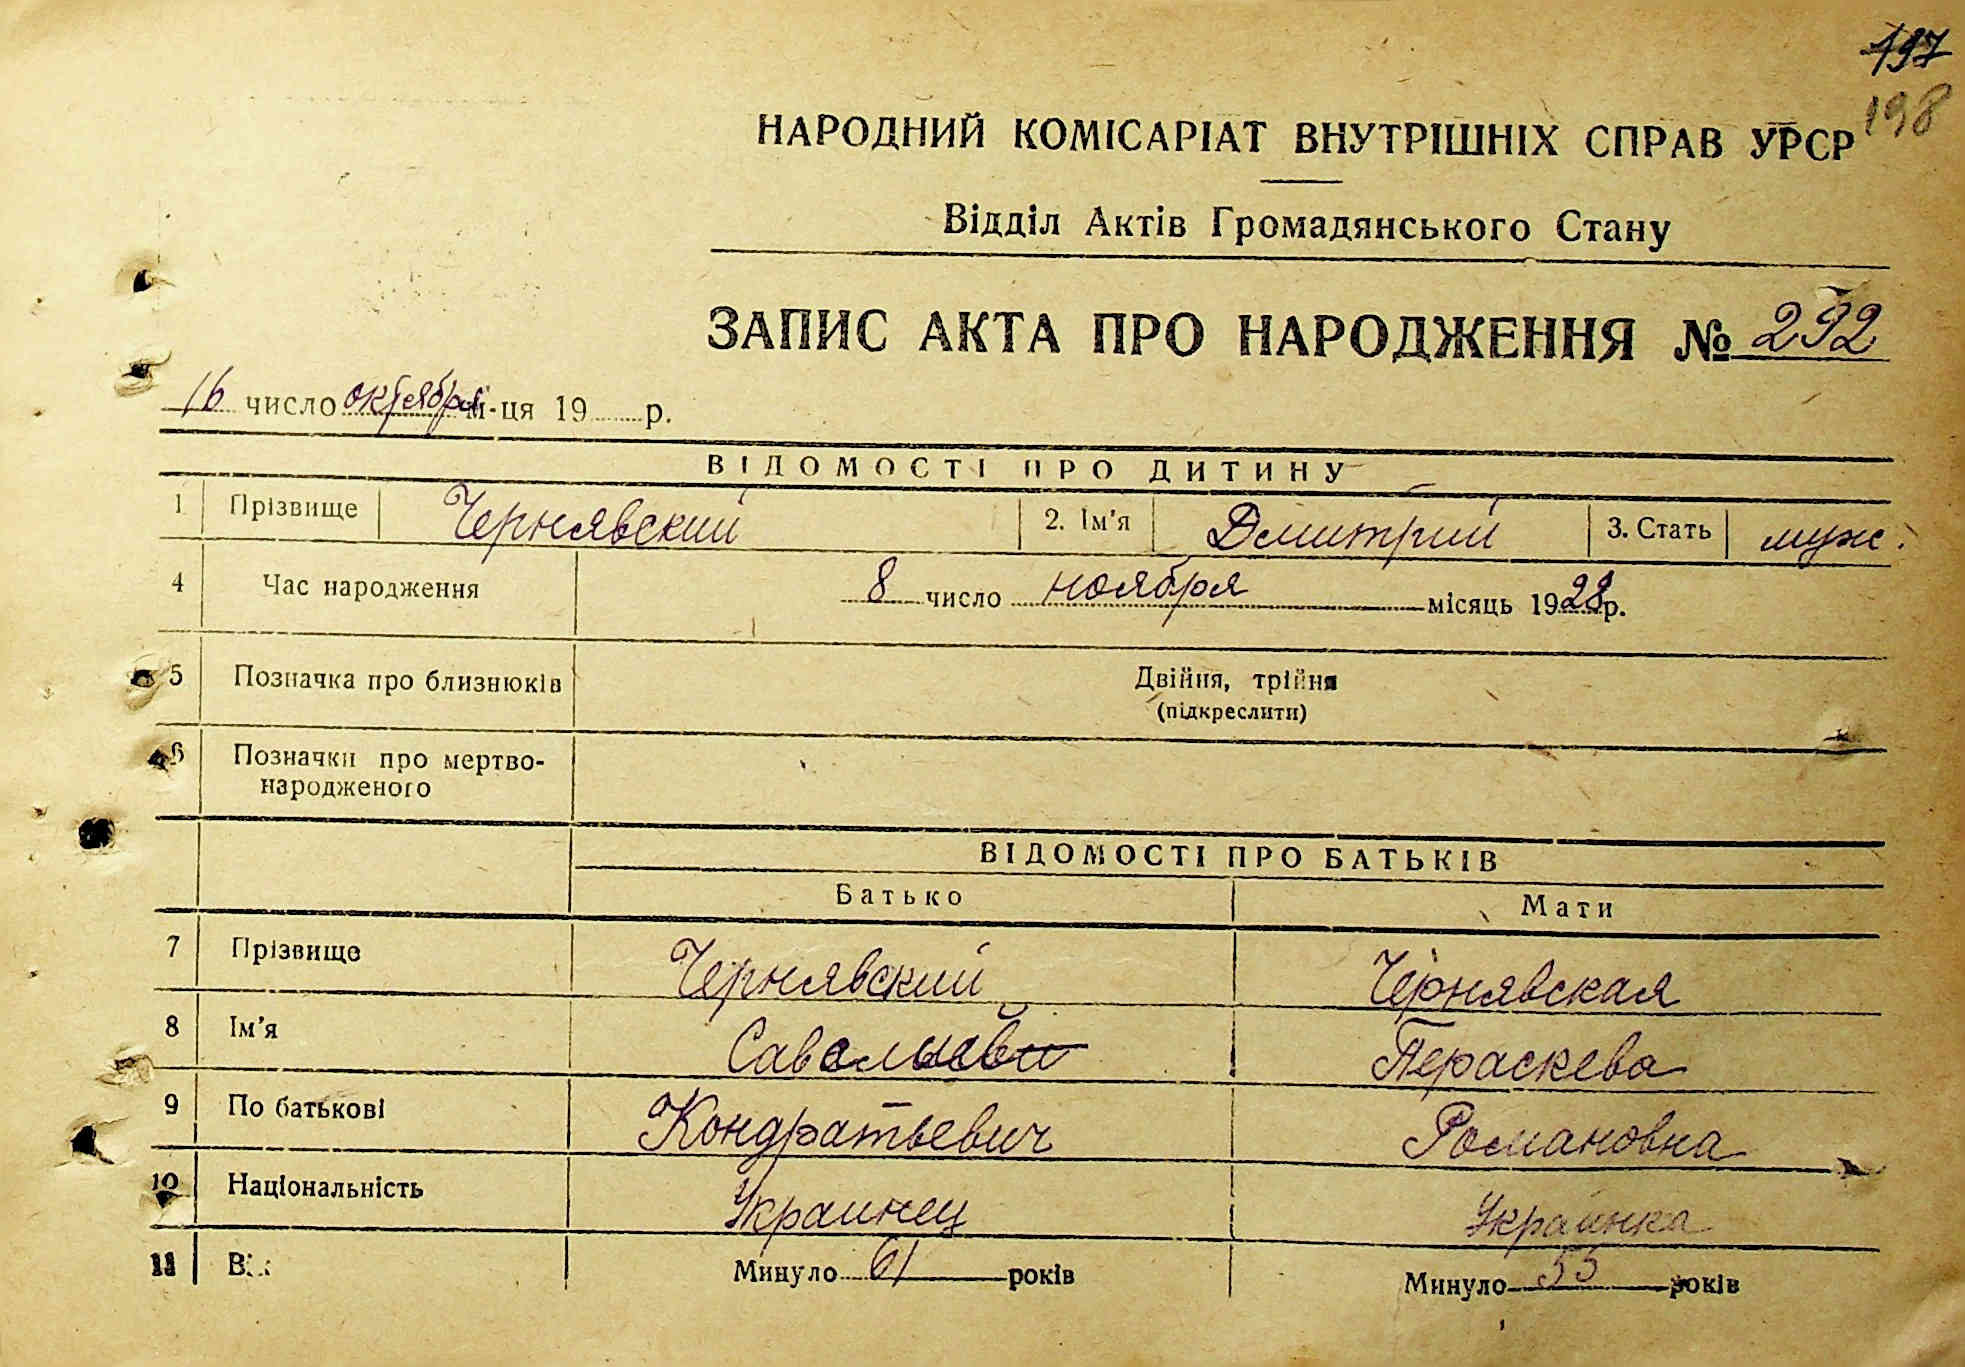 197
198
НАРОДНИЙ КОМІСАРІАТ ВНУТРІШНІХ СПРАВ УРСР
Відділ Актів Громадянського Стану
ЗАПИС АКТА ПРО НАРОДЖЕННЯ № 292
16 число октября м-ця 19 р.
ВІДОМОСТІ ПРО ДИТИНУ
1 Прізвище Чернявский 2. Ім'я Дмитрий 3. Стать муж.
4 Час народження 8 число ноября місяць 1928 р.
5 Позначка про близнюків Двійня, трійня
(підкреслити)
6 Позначки про мертво-
народженого
ВІДОМОСТІ ПРО БАТЬКІВ
Батько Мати
7 Прізвище Чернявский Чернявская
8 Ім'я Пераскева
9 По батькові Кондратьевич Романовна
10 Національність Украинец Украинка
11 Вік Минуло 61 років Минуло 55 років